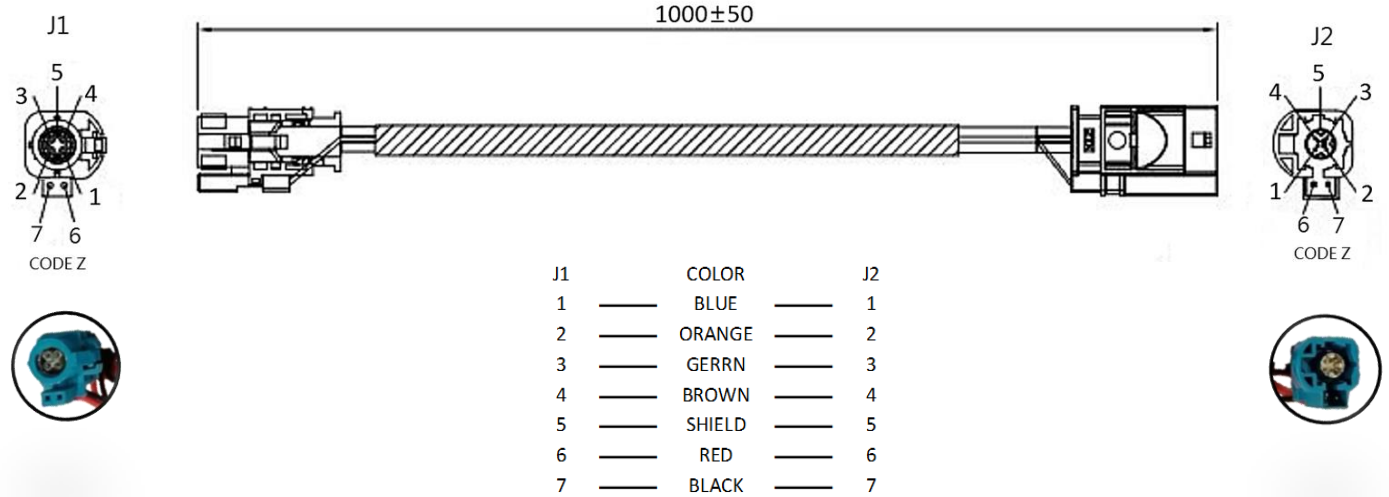 1000±50
J1
J2
5
3 4
2 1
7 6
CODE Z
5
4 3
1 2
6 7
CODE Z
J1 COLOR J2
1 BLUE 1
2 ORANGE 2
3 GERRN 3
4 BROWN 4
5 SHIELD 5
6 RED 6
7 BLACK 7